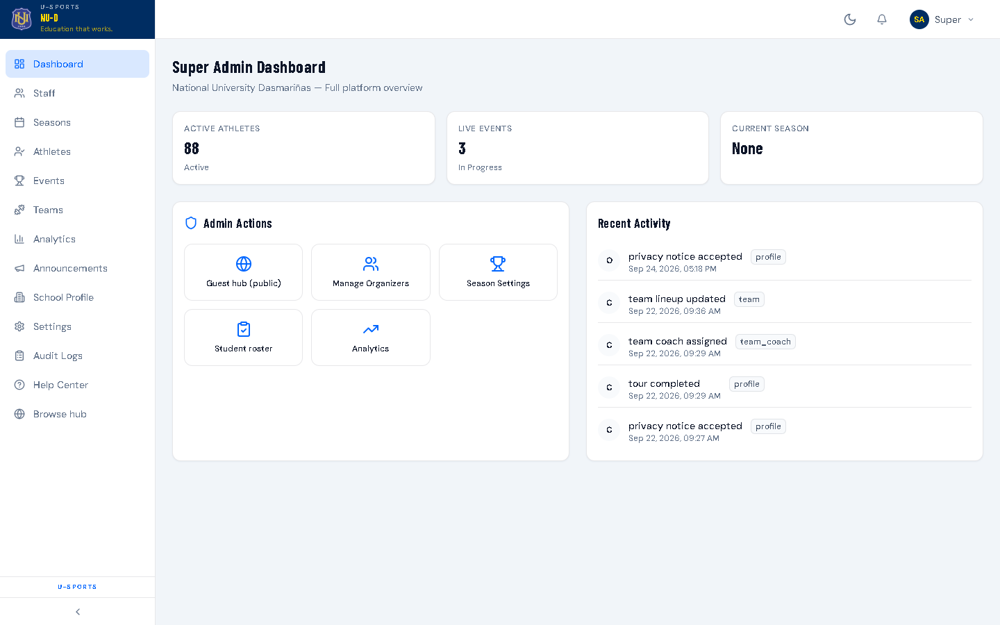 U-SPORTS
NU-D
Education that works.
Super
SA
Dashboard
Staff
Seasons
Athletes
Events
Teams
Analytics
Announcements
School Profile
Settings
Audit Logs
Help Center
Browse hub
U-SPORTS
Super Admin Dashboard
National University Dasmariñas — Full platform overview
ACTIVE ATHLETES
88
Active
LIVE EVENTS
3
In Progress
CURRENT SEASON
None
Admin Actions
Guest hub (public)
Manage Organizers
Season Settings
Student roster
Analytics
Recent Activity
O
privacy notice accepted profile
Sep 24, 2026, 05:18 PM
C
team lineup updated team
Sep 22, 2026, 09:36 AM
C
team coach assigned team_coach
Sep 22, 2026, 09:29 AM
C
tour completed profile
Sep 22, 2026, 09:29 AM
C
privacy notice accepted profile
Sep 22, 2026, 09:27 AM